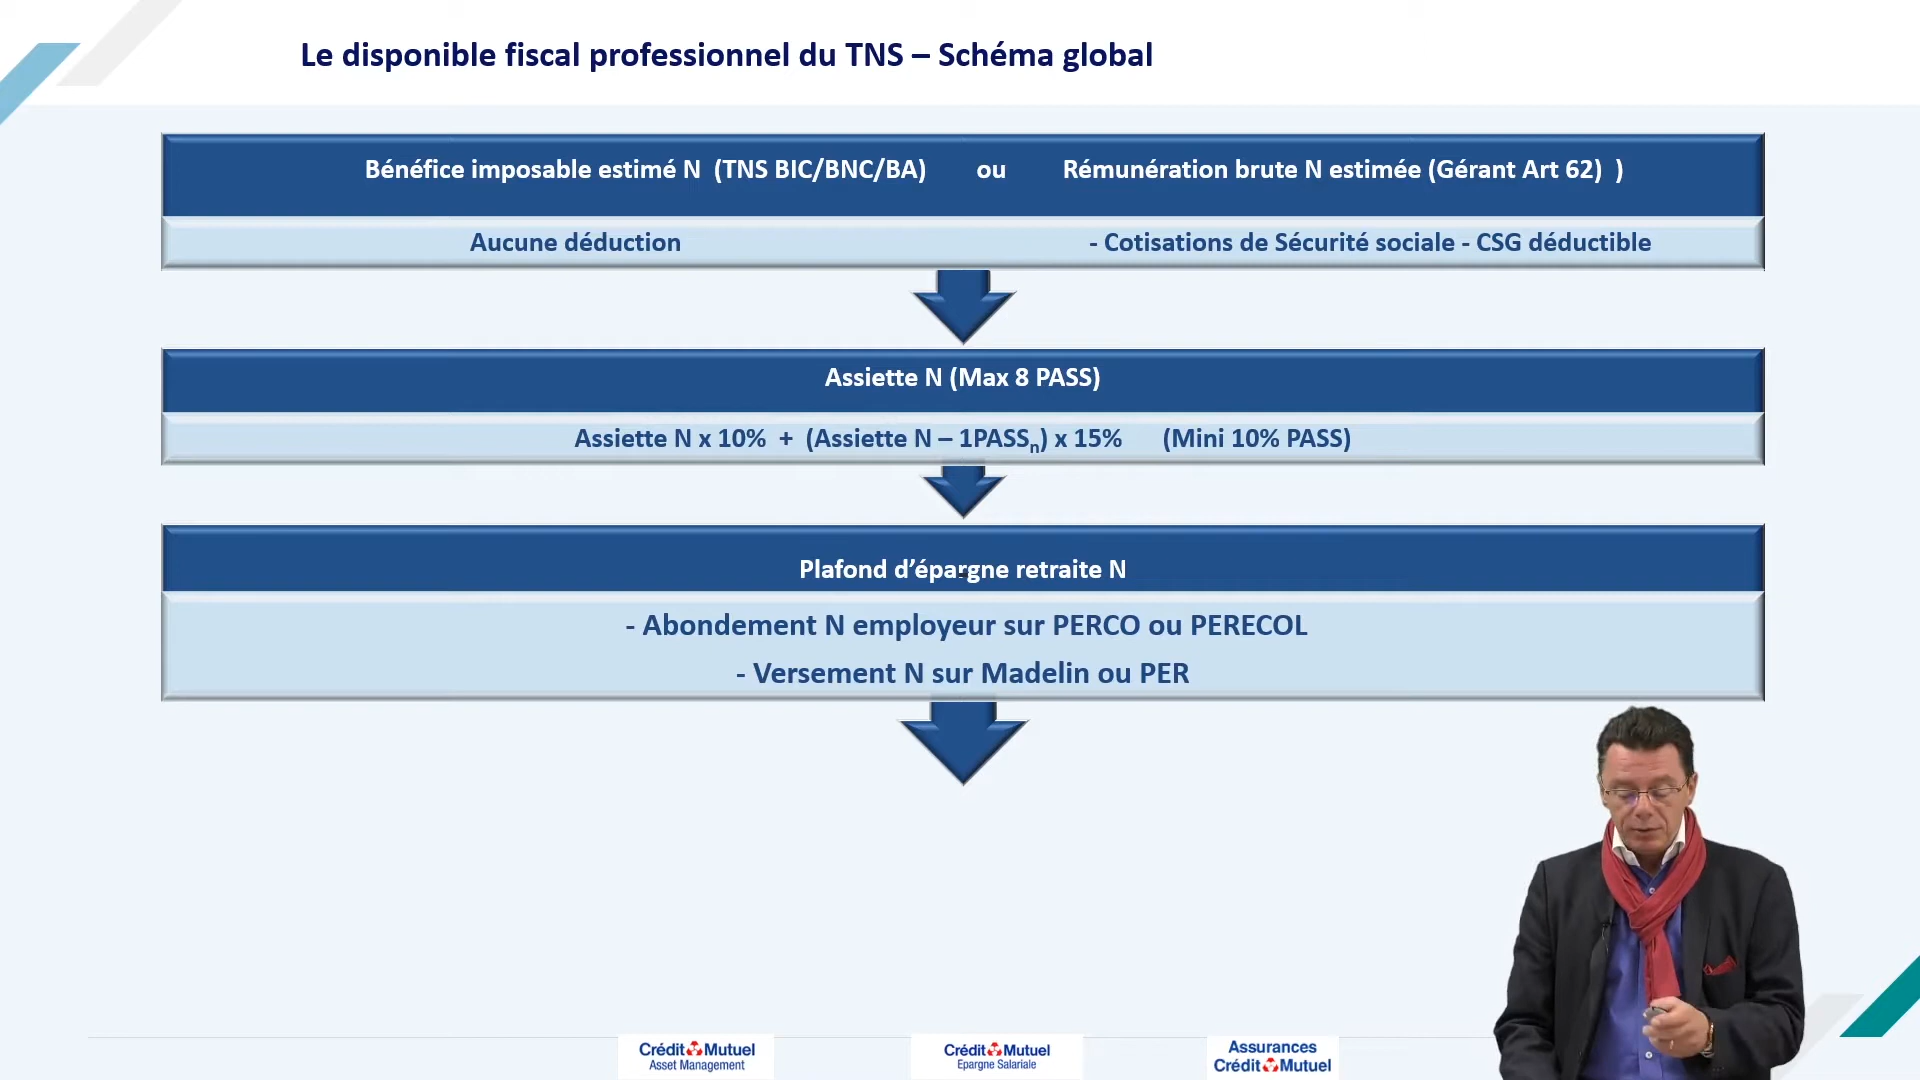 Le disponible fiscal professionnel du TNS – Schéma global
Bénéfice imposable estimé N (TNS BIC/BNC/BA) ou Rémunération brute N estimée (Gérant Art 62) )
Aucune déduction - Cotisations de Sécurité sociale - CSG déductible
Assiette N (Max 8 PASS)
Assiette N x 10% + (Assiette N – 1PASSn) x 15% (Mini 10% PASS)
Plafond d’épargne retraite N
- Abondement N employeur sur PERCO ou PERECOL
- Versement N sur Madelin ou PER
Crédit Mutuel
Asset Management
Crédit Mutuel
Epargne Salariale
Assurances
Crédit Mutuel